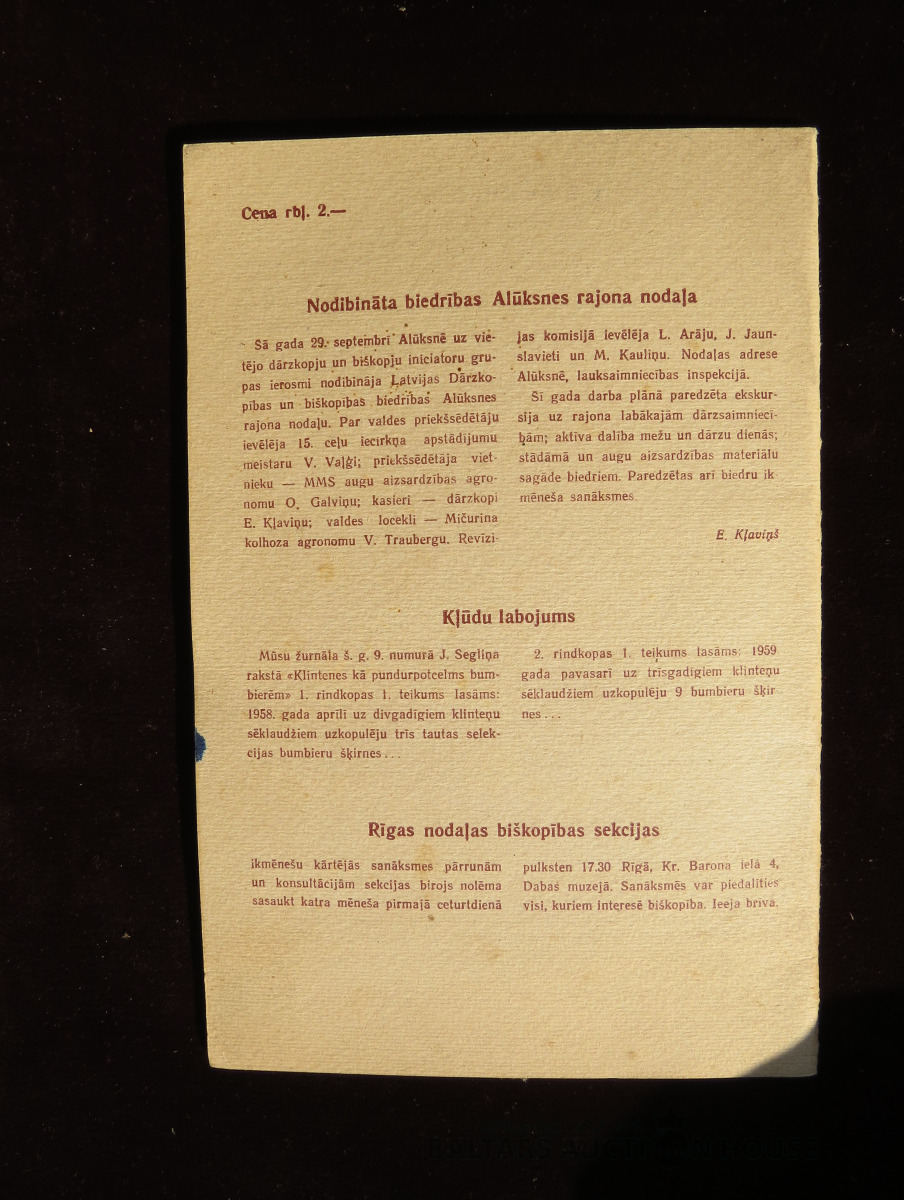 Cena rbļ. 2.—
Nodibināta biedrības Alūksnes rajona nodaļa
Šā gada 29. septembrī Alūksnē uz vie-
tējo dārzkopju un biškopju iniciatoru gru-
pas ierosmi nodibināja Latvijas Dārzko-
pības un biškopības biedrības Alūksnes
rajona nodaļu. Par valdes priekšsēdētāju
ievēlēja 15. ceļu iecirkņa apstādījumu
meistaru V. Vaļģi; priekšsēdētāja viet-
nieku — MMS augu aizsardzības agro-
nomu O. Galviņu; kasieri — dārzkopi
E. Kļaviņu; valdes locekli — Mičurina
kolhoza agronomu V. Traubergu. Revīzi-
jas komisijā ievēlēja L. Arāju, J. Jaun-
slavieti un M. Kauliņu. Nodaļas adrese
Alūksnē, lauksaimniecības inspekcijā.
Šī gada darba plānā paredzēta ekskur-
sija uz rajona labākajām dārzsaimniecī-
bām; aktīva dalība mežu un dārzu dienās;
stādāmā un augu aizsardzības materiālu
sagāde biedriem. Paredzētas arī biedru ik-
mēneša sanāksmes.
E. Kļaviņš
Kļūdu labojums
Mūsu žurnāla š. g. 9. numurā J. Segliņa
rakstā «Klintenes kā pundurpotcelms bum-
bierēm» 1. rindkopas 1. teikums lasāms:
1958. gada aprīlī uz divgadīgiem klinteņu
sēklaudžiem uzkopulēju trīs tautas selek-
cijas bumbieru šķirnes...
2. rindkopas 1. teikums lasāms: 1959
gada pavasarī uz trīsgadīgiem klinteņu
sēklaudžiem uzkopulēju 9 bumbieru šķir
nes...
Rīgas nodaļas biškopības sekcijas
ikmēnešu kārtējās sanāksmes pārrunām
un konsultācijām sekcijas birojs nolēma
sasaukt katra mēneša pirmajā ceturtdienā
pulksten 17.30 Rīgā, Kr. Barona ielā 4,
Dabas muzejā. Sanāksmēs var piedalīties
visi, kuriem interesē biškopība. Ieeja brīva.
BALTARS AUCTION HOUSE